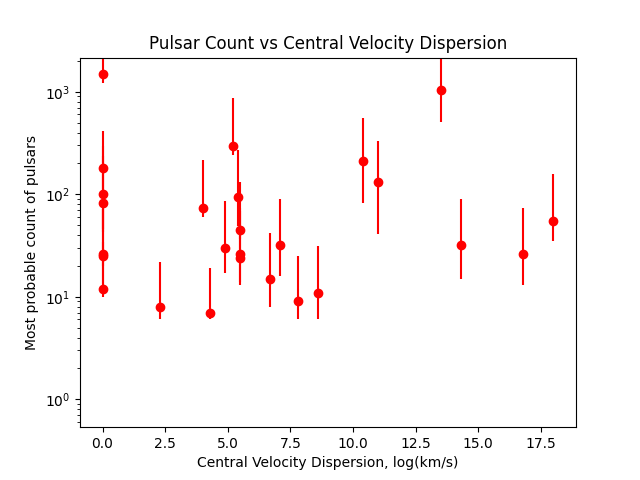 Pulsar Count vs Central Velocity Dispersion
Most probable count of pulsars
10³
10²
10¹
10⁰
0.0 2.5 5.0 7.5 10.0 12.5 15.0 17.5
Central Velocity Dispersion, log(km/s)